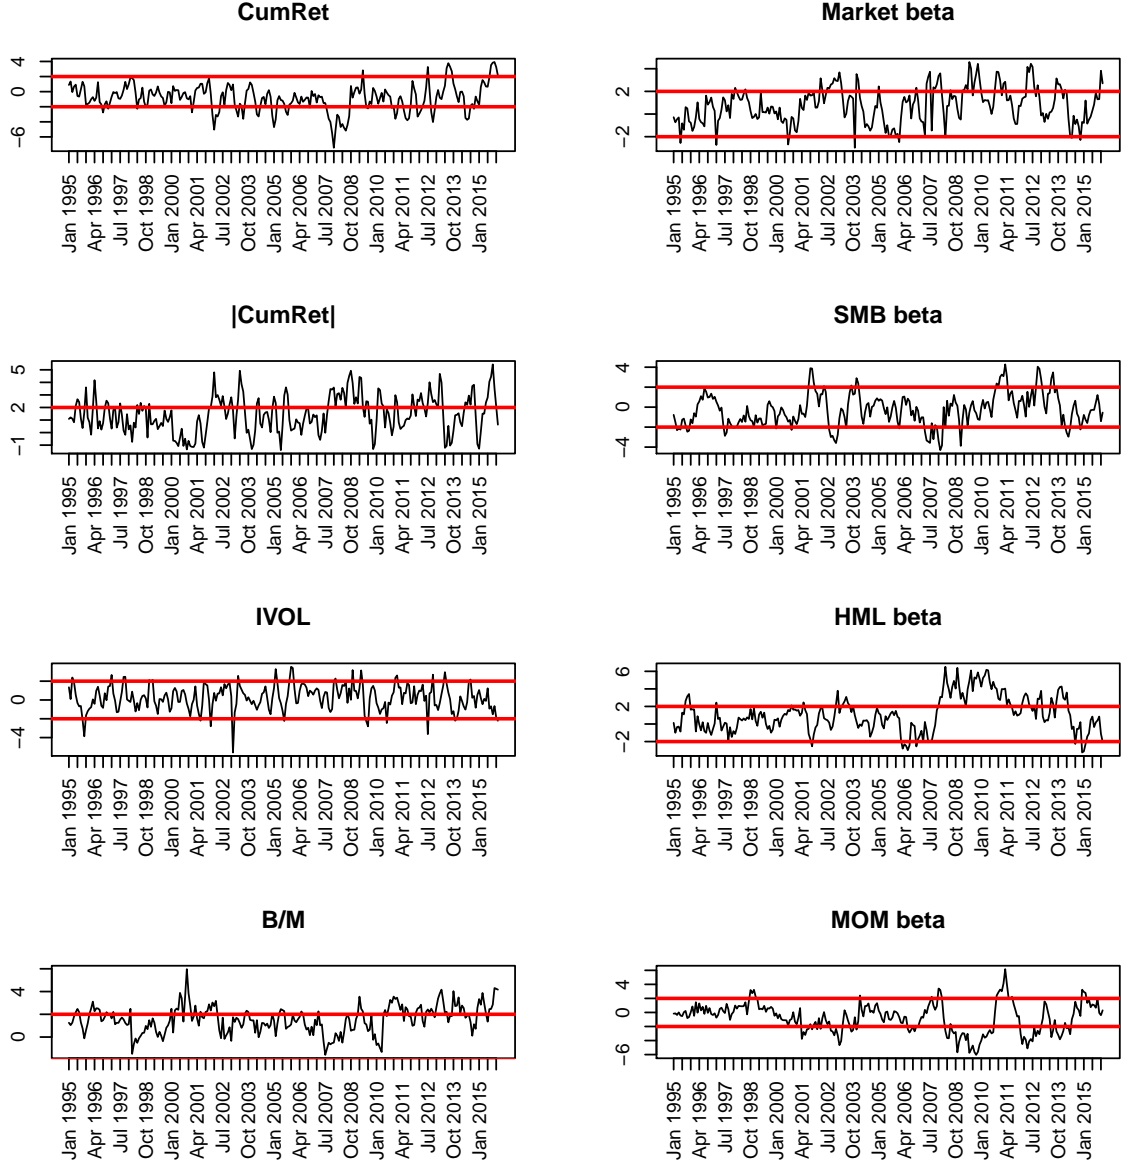 CumRet
4
0
−6
Jan 1995
Apr 1996
Jul 1997
Oct 1998
Jan 2000
Apr 2001
Jul 2002
Oct 2003
Jan 2005
Apr 2006
Jul 2007
Oct 2008
Jan 2010
Apr 2011
Jul 2012
Oct 2013
Jan 2015
Market beta
2
−2
Jan 1995
Apr 1996
Jul 1997
Oct 1998
Jan 2000
Apr 2001
Jul 2002
Oct 2003
Jan 2005
Apr 2006
Jul 2007
Oct 2008
Jan 2010
Apr 2011
Jul 2012
Oct 2013
Jan 2015
|CumRet|
5
2
−1
Jan 1995
Apr 1996
Jul 1997
Oct 1998
Jan 2000
Apr 2001
Jul 2002
Oct 2003
Jan 2005
Apr 2006
Jul 2007
Oct 2008
Jan 2010
Apr 2011
Jul 2012
Oct 2013
Jan 2015
SMB beta
4
0
−4
Jan 1995
Apr 1996
Jul 1997
Oct 1998
Jan 2000
Apr 2001
Jul 2002
Oct 2003
Jan 2005
Apr 2006
Jul 2007
Oct 2008
Jan 2010
Apr 2011
Jul 2012
Oct 2013
Jan 2015
IVOL
0
−4
Jan 1995
Apr 1996
Jul 1997
Oct 1998
Jan 2000
Apr 2001
Jul 2002
Oct 2003
Jan 2005
Apr 2006
Jul 2007
Oct 2008
Jan 2010
Apr 2011
Jul 2012
Oct 2013
Jan 2015
HML beta
6
2
−2
Jan 1995
Apr 1996
Jul 1997
Oct 1998
Jan 2000
Apr 2001
Jul 2002
Oct 2003
Jan 2005
Apr 2006
Jul 2007
Oct 2008
Jan 2010
Apr 2011
Jul 2012
Oct 2013
Jan 2015
B/M
4
0
Jan 1995
Apr 1996
Jul 1997
Oct 1998
Jan 2000
Apr 2001
Jul 2002
Oct 2003
Jan 2005
Apr 2006
Jul 2007
Oct 2008
Jan 2010
Apr 2011
Jul 2012
Oct 2013
Jan 2015
MOM beta
4
0
−6
Jan 1995
Apr 1996
Jul 1997
Oct 1998
Jan 2000
Apr 2001
Jul 2002
Oct 2003
Jan 2005
Apr 2006
Jul 2007
Oct 2008
Jan 2010
Apr 2011
Jul 2012
Oct 2013
Jan 2015